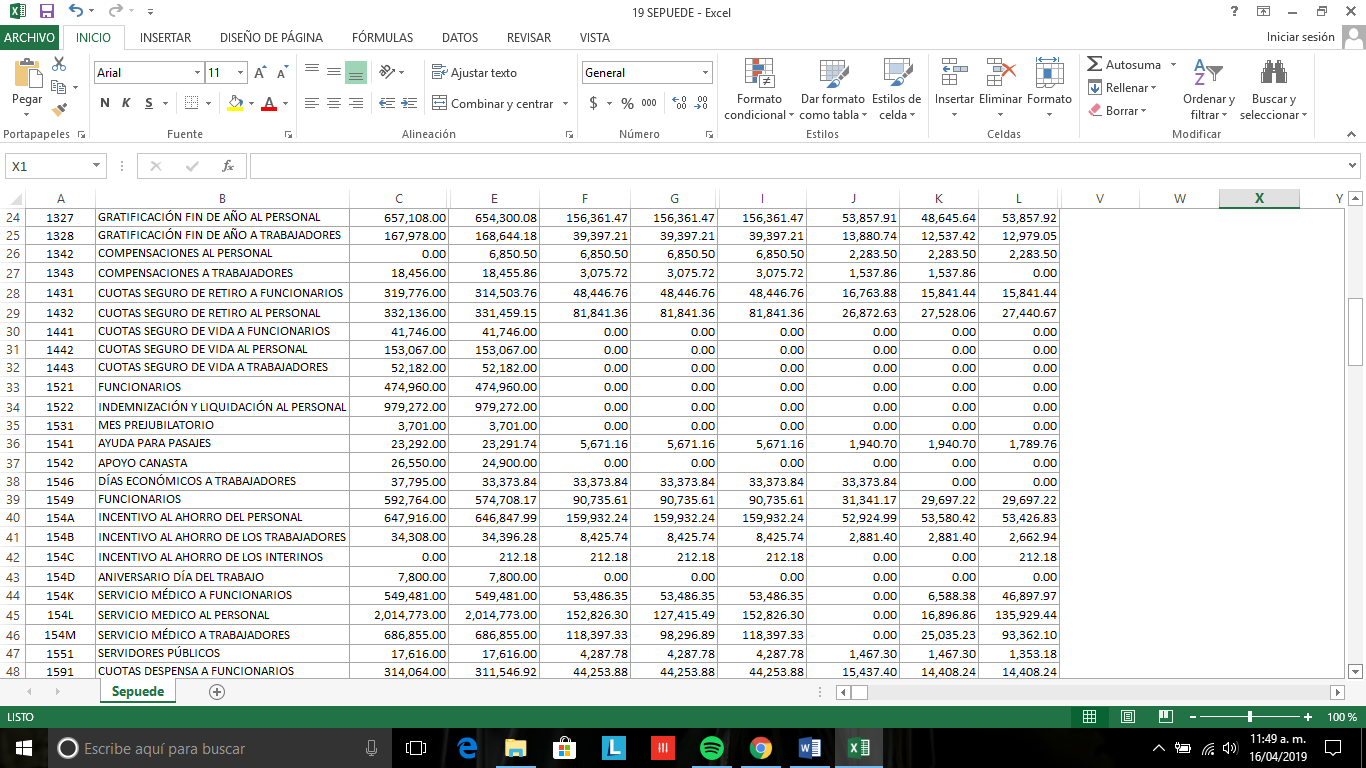 19 SEPUEDE - Excel
ARCHIVO INICIO INSERTAR DISEÑO DE PÁGINA FÓRMULAS DATOS REVISAR VISTA Iniciar sesión
Pegar
Portapapeles
Arial 11
N K S
Fuente
Ajustar texto
Combinar y centrar
Alineación
General
$ % 000
Número
Formato condicional
Dar formato como tabla
Estilos de celda
Estilos
Insertar Eliminar Formato
Celdas
Autosuma
Rellenar
Borrar
Ordenar y filtrar
Buscar y seleccionar
Modificar
X1 fx
A B C E F G I J K L V W X Y
24 1327 GRATIFICACIÓN FIN DE AÑO AL PERSONAL 657,108.00 654,300.08 156,361.47 156,361.47 156,361.47 53,857.91 48,645.64 53,857.92
25 1328 GRATIFICACIÓN FIN DE AÑO A TRABAJADORES 167,978.00 168,644.18 39,397.21 39,397.21 39,397.21 13,880.74 12,537.42 12,979.05
26 1342 COMPENSACIONES AL PERSONAL 0.00 6,850.50 6,850.50 6,850.50 6,850.50 2,283.50 2,283.50 2,283.50
27 1343 COMPENSACIONES A TRABAJADORES 18,456.00 18,455.86 3,075.72 3,075.72 3,075.72 1,537.86 1,537.86 0.00
28 1431 CUOTAS SEGURO DE RETIRO A FUNCIONARIOS 319,776.00 314,503.76 48,446.76 48,446.76 48,446.76 16,763.88 15,841.44 15,841.44
29 1432 CUOTAS SEGURO DE RETIRO AL PERSONAL 332,136.00 331,459.15 81,841.36 81,841.36 81,841.36 26,872.63 27,528.06 27,440.67
30 1441 CUOTAS SEGURO DE VIDA A FUNCIONARIOS 41,746.00 41,746.00 0.00 0.00 0.00 0.00 0.00 0.00
31 1442 CUOTAS SEGURO DE VIDA AL PERSONAL 153,067.00 153,067.00 0.00 0.00 0.00 0.00 0.00 0.00
32 1443 CUOTAS SEGURO DE VIDA A TRABAJADORES 52,182.00 52,182.00 0.00 0.00 0.00 0.00 0.00 0.00
33 1521 FUNCIONARIOS 474,960.00 474,960.00 0.00 0.00 0.00 0.00 0.00 0.00
34 1522 INDEMNIZACIÓN Y LIQUIDACIÓN AL PERSONAL 979,272.00 979,272.00 0.00 0.00 0.00 0.00 0.00 0.00
35 1531 MES PREJUBILATORIO 3,701.00 3,701.00 0.00 0.00 0.00 0.00 0.00 0.00
36 1541 AYUDA PARA PASAJES 23,292.00 23,291.74 5,671.16 5,671.16 5,671.16 1,940.70 1,940.70 1,789.76
37 1542 APOYO CANASTA 26,550.00 24,900.00 0.00 0.00 0.00 0.00 0.00 0.00
38 1546 DÍAS ECONÓMICOS A TRABAJADORES 37,795.00 33,373.84 33,373.84 33,373.84 33,373.84 33,373.84 0.00 0.00
39 1549 FUNCIONARIOS 592,764.00 574,708.17 90,735.61 90,735.61 90,735.61 31,341.17 29,697.22 29,697.22
40 154A INCENTIVO AL AHORRO DEL PERSONAL 647,916.00 646,847.99 159,932.24 159,932.24 159,932.24 52,924.99 53,580.42 53,426.83
41 154B INCENTIVO AL AHORRO DE LOS TRABAJADORES 34,308.00 34,396.28 8,425.74 8,425.74 8,425.74 2,881.40 2,881.40 2,662.94
42 154C INCENTIVO AL AHORRO DE LOS INTERINOS 0.00 212.18 212.18 212.18 212.18 0.00 0.00 212.18
43 154D ANIVERSARIO DÍA DEL TRABAJO 7,800.00 7,800.00 0.00 0.00 0.00 0.00 0.00 0.00
44 154K SERVICIO MÉDICO A FUNCIONARIOS 549,481.00 549,481.00 53,486.35 53,486.35 53,486.35 0.00 6,588.38 46,897.97
45 154L SERVICIO MEDICO AL PERSONAL 2,014,773.00 2,014,773.00 152,826.30 127,415.49 152,826.30 0.00 16,896.86 135,929.44
46 154M SERVICIO MÉDICO A TRABAJADORES 686,855.00 686,855.00 118,397.33 98,296.89 118,397.33 0.00 25,035.23 93,362.10
47 1551 SERVIDORES PÚBLICOS 17,616.00 17,616.00 4,287.78 4,287.78 4,287.78 1,467.30 1,467.30 1,353.18
48 1591 CUOTAS DESPENSA A FUNCIONARIOS 314,064.00 311,546.92 44,253.88 44,253.88 44,253.88 15,437.40 14,408.24 14,408.24
Sepuede
LISTO 100 %
Escribe aquí para buscar
11:49 a. m.
16/04/2019